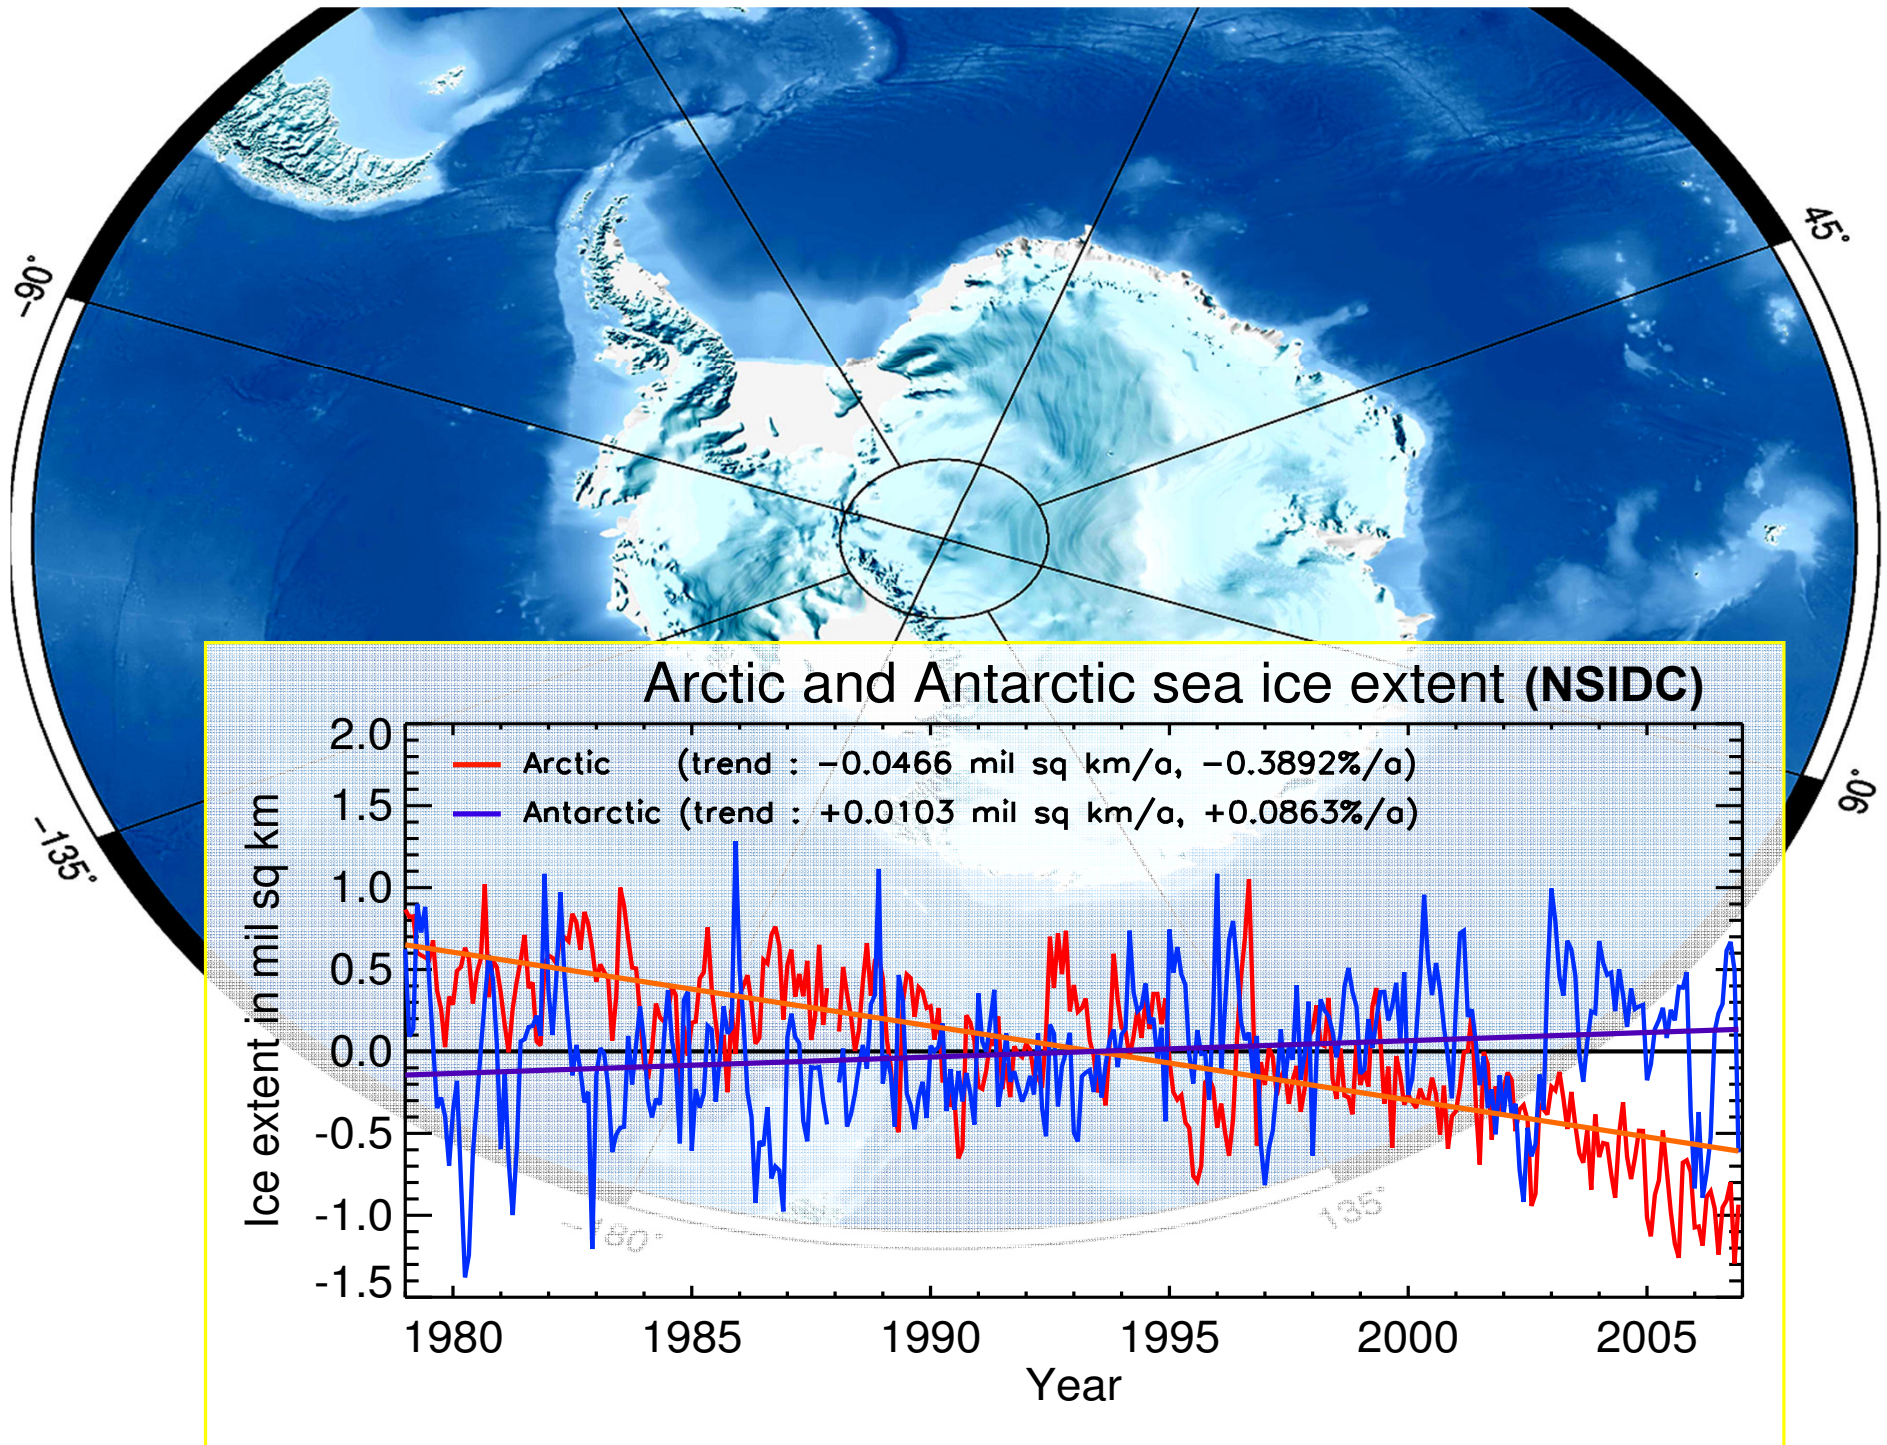 45°
-90°
Arctic and Antarctic sea ice extent (NSIDC)
2.0
Arctic (trend : -0.0466 mil sq km/a, -0.3892%/a)
90°
1.5
Antarctic (trend : +0.0103 mil sq km/a, +0.0863%/a)
-135°
1.0
0.5
Ice extent in mil sq km
0.0
-0.5
-1.0
135°
-180°
-1.5
1980 1985 1990 1995 2000 2005
Year